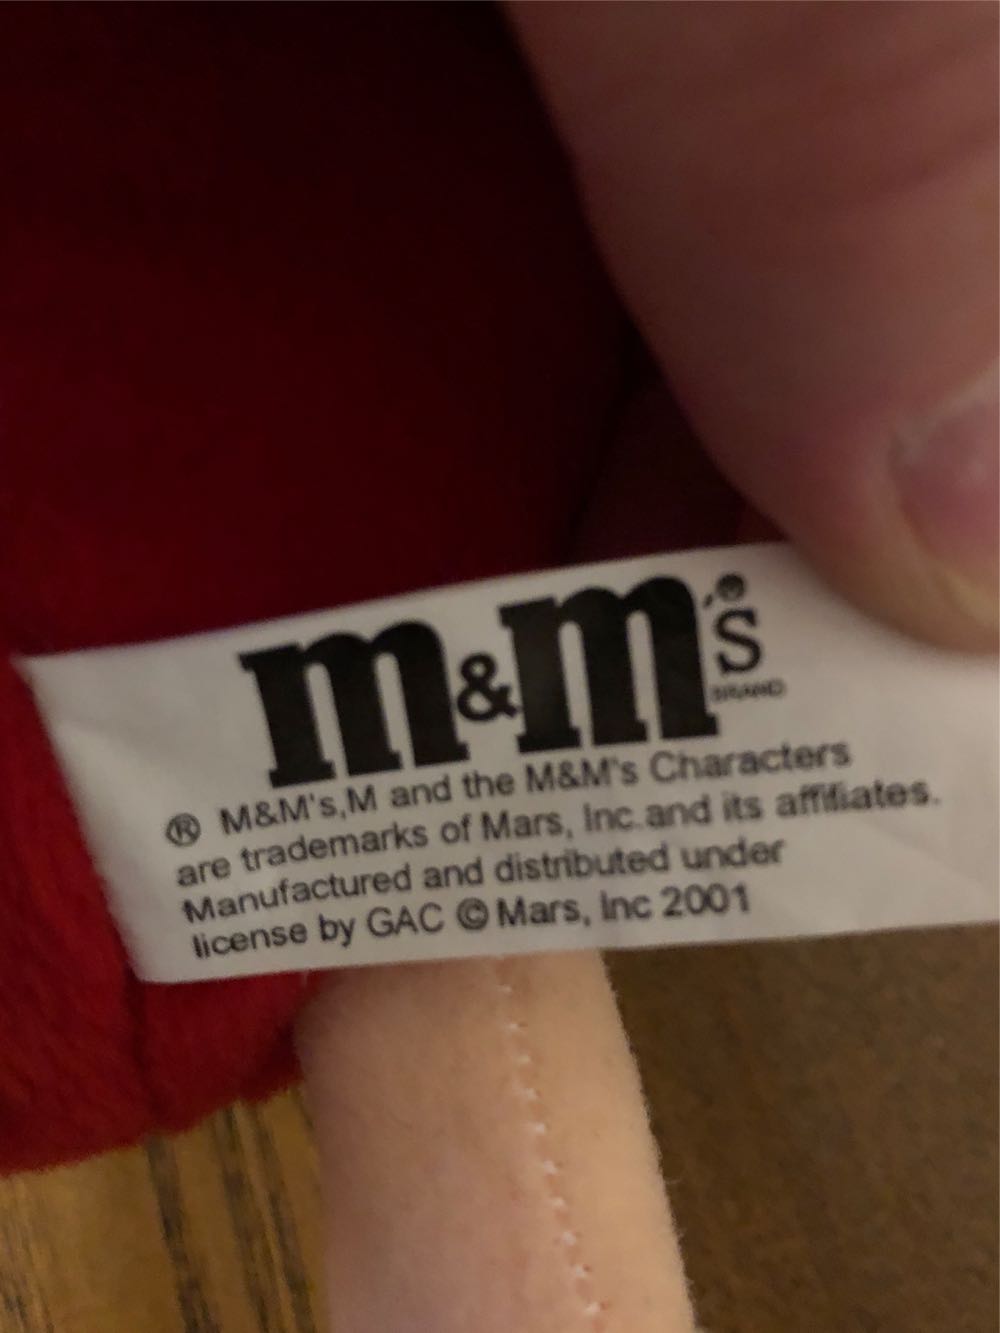 m&m's®
BRAND
® M&M's,M and the M&M's Characters
are trademarks of Mars, Inc.and its affifiates.
Manufactured and distributed under
license by GAC © Mars, Inc 2001